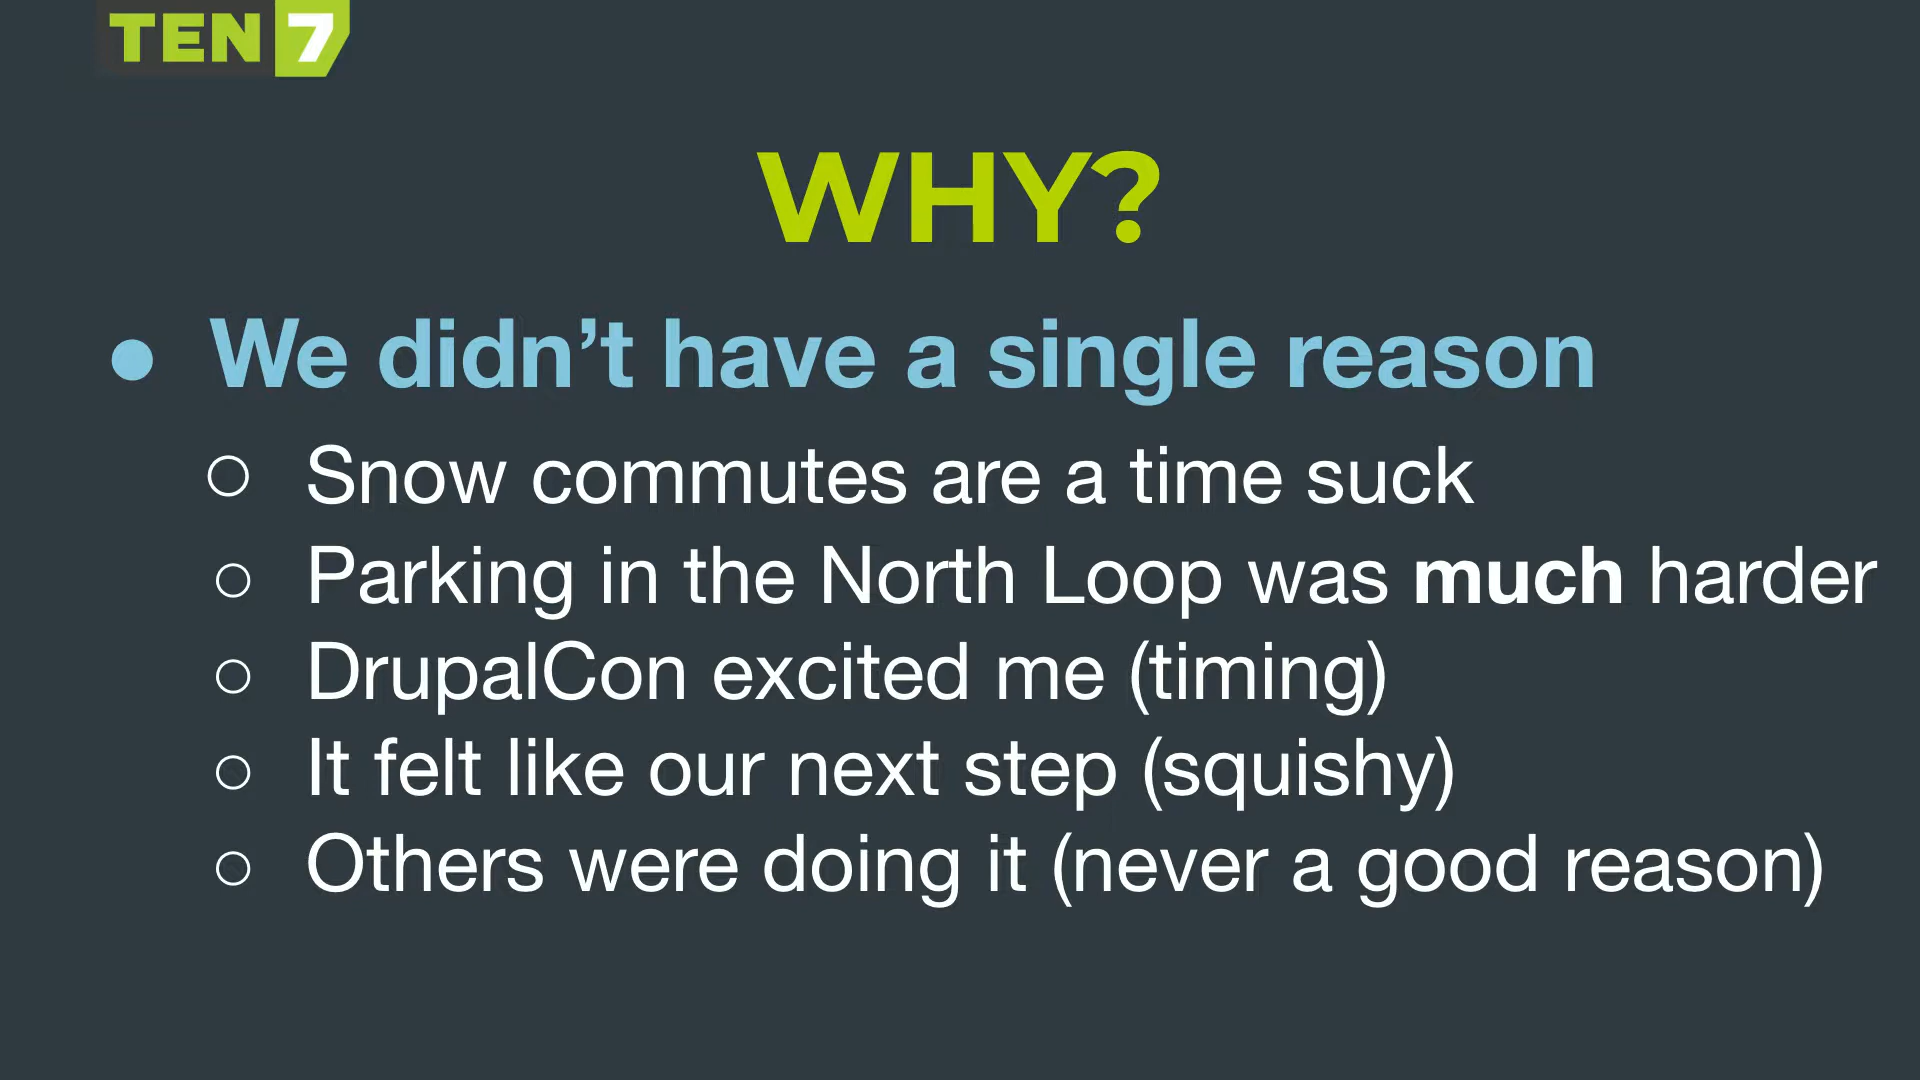 TEN 7
WHY?
● We didn’t have a single reason
○ Snow commutes are a time suck
○ Parking in the North Loop was much harder
○ DrupalCon excited me (timing)
○ It felt like our next step (squishy)
○ Others were doing it (never a good reason)